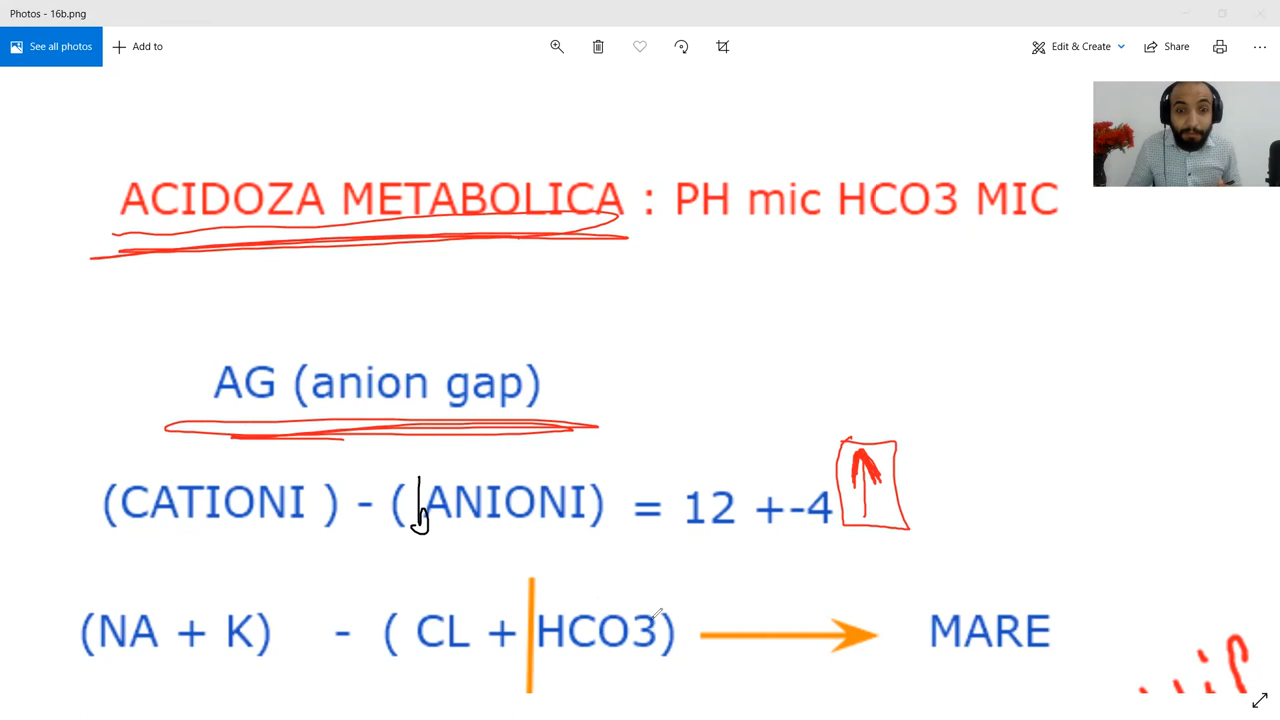 Photos - 16b.png
See all photos
Add to
Edit & Create
Share
ACIDOZA METABOLICA : PH mic HCO3 MIC
AG (anion gap)
(CATIONI ) - ( ANIONI) = 12 +-4
(NA + K) - ( CL + HCO3) MARE